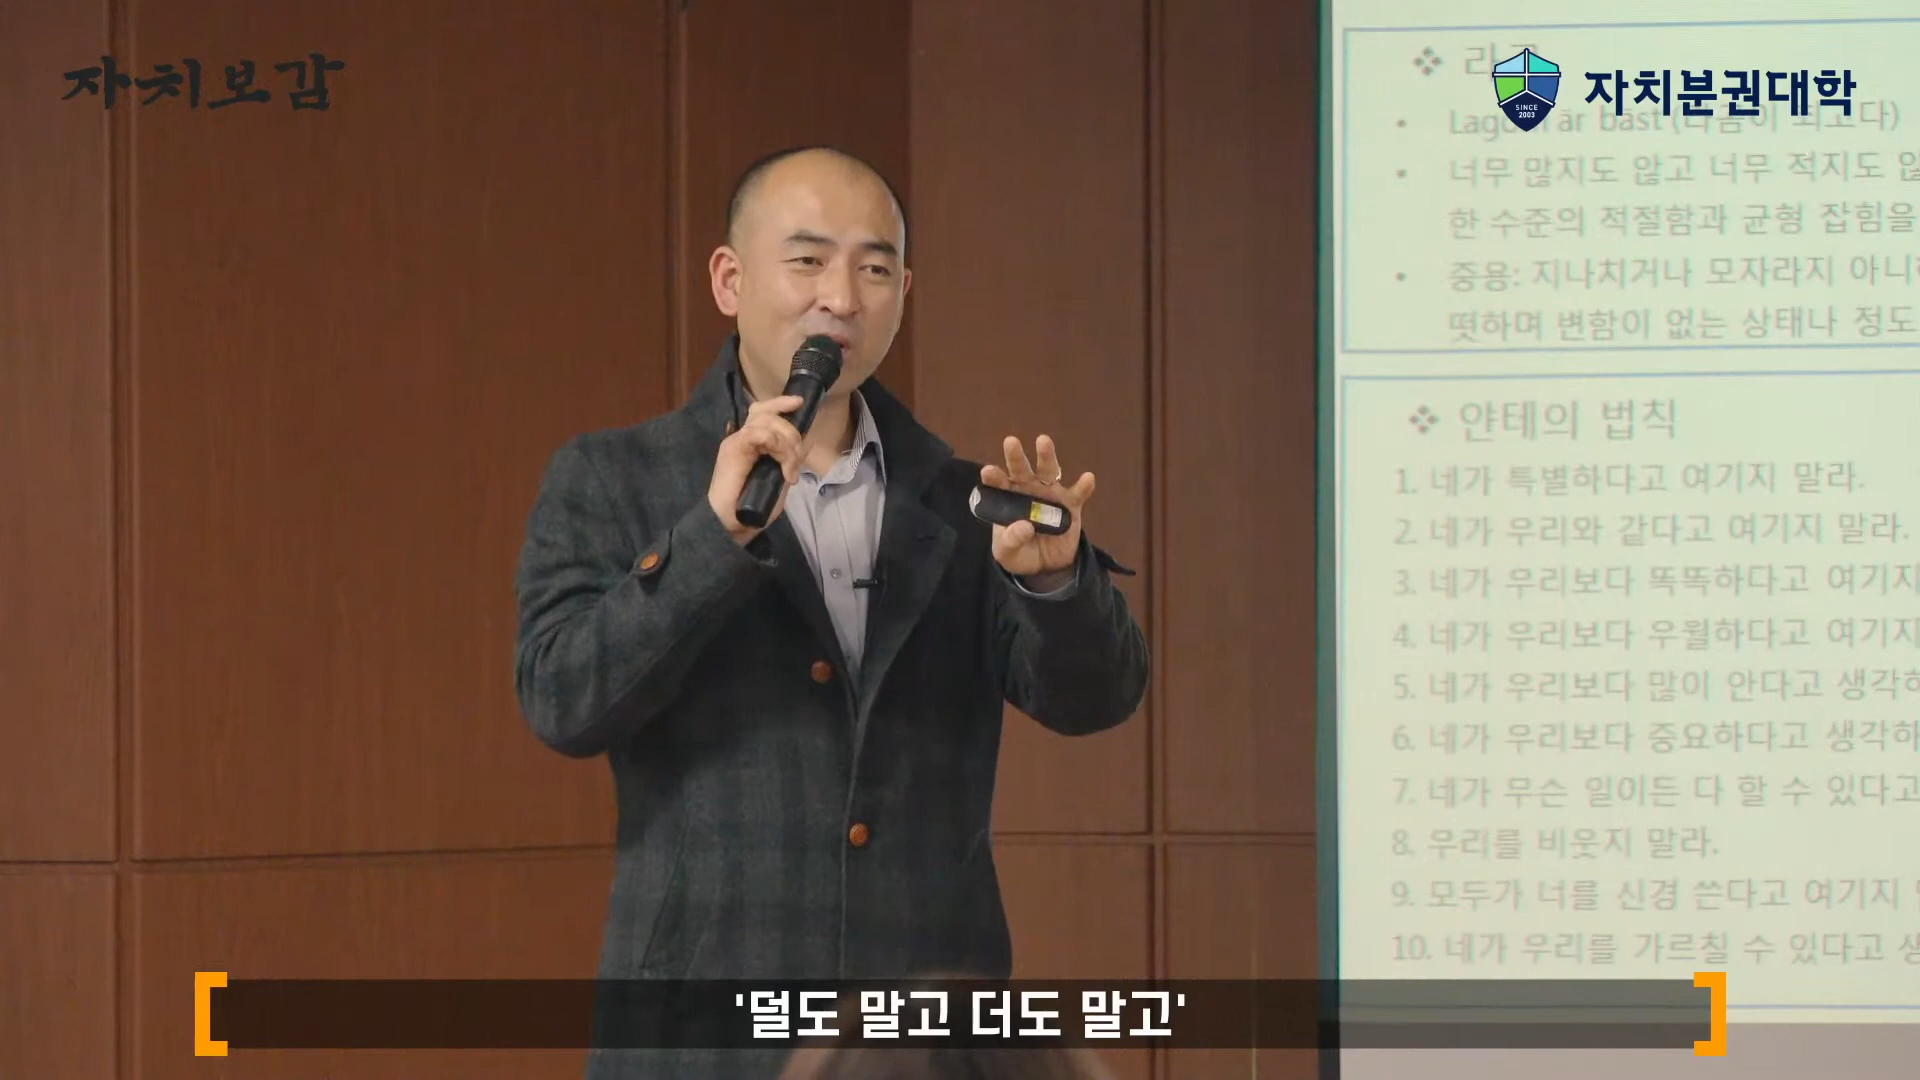 자치보감
SINCE
2003
자치분권대학
Lagom är bäst (라곰이 최고다)
너무 많지도 않고 너무 적지도
한 수준의 적절함과 균형 잡힘을
중용: 지나치거나 모자라지
떳하며 변함이 없는 상태나 정도
얀테의 법칙
1. 네가 특별하다고 여기지 말라.
2. 네가 우리와 같다고 여기지 말라.
3. 네가 우리보다 똑똑하다고 여기지
4. 네가 우리보다 우월하다고 여기지
5. 네가 우리보다 많이 안다고
6. 네가 우리보다 중요하다고
7. 네가 무슨 일이든 다 할 수 있다고
8. 우리를 비웃지 말라.
9. 모두가 너를 신경 쓴다고 여기지
10. 네가 우리를 가르칠 수 있다고
'덜도 말고 더도 말고'